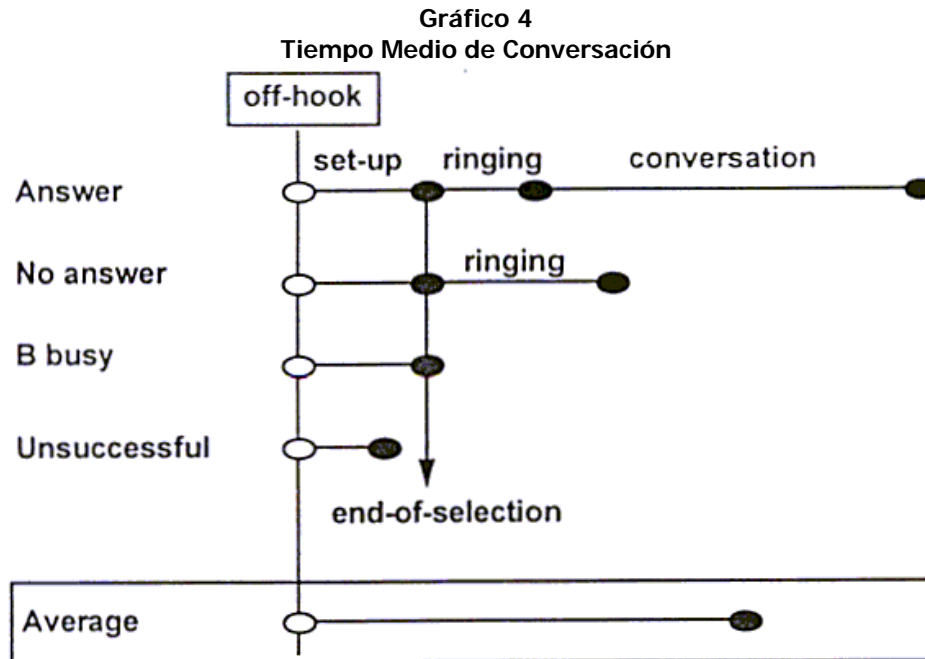 Gráfico 4
Tiempo Medio de Conversación
off-hook
set-up ringing conversation
Answer
No answer ringing
B busy
Unsuccessful
end-of-selection
Average